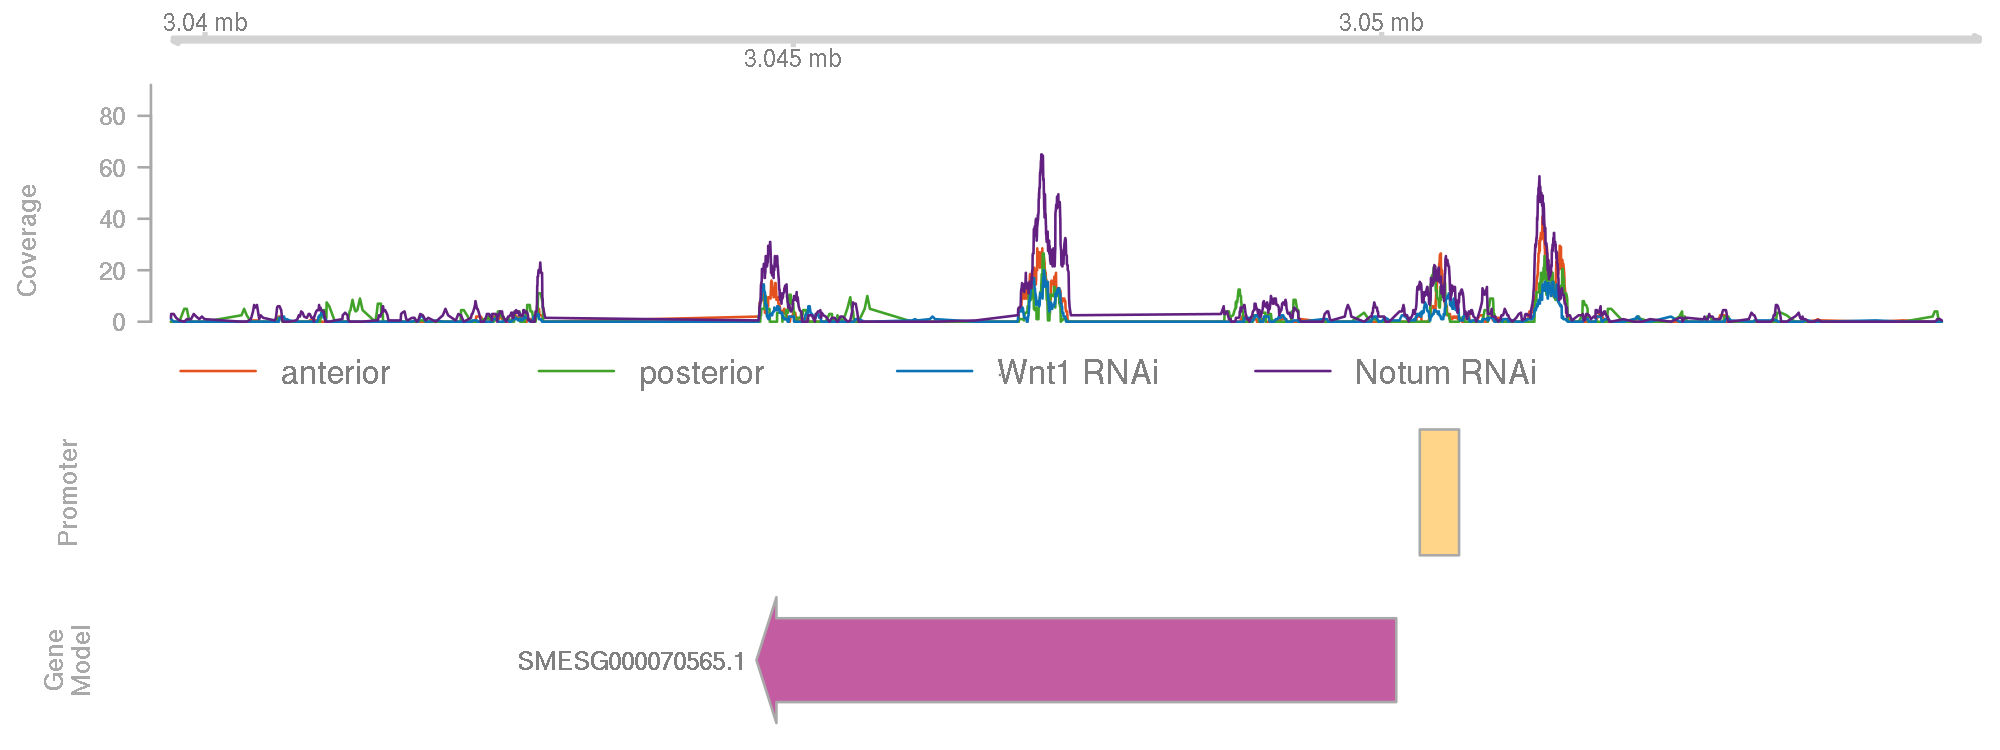 3.04 mb
3.05 mb
3.045 mb
Coverage
80
60
40
20
0
anterior posterior Wnt1 RNAi Notum RNAi
Promoter
Gene
Model
SMESG000070565.1